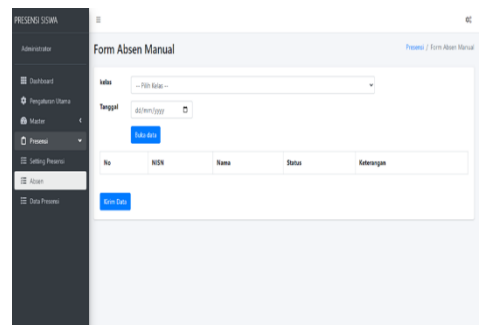 PRESENSI SISWA
Administrator
Dashboard
Pengaturan Utama
Master
Presensi
Setting Presensi
Absen
Data Presensi
Form Absen Manual
Presensi / Form Absen Manual
kelas
-- Pilih Kelas --
Tanggal
dd/mm/yyyy
Buka data
No NISN Nama Status Keterangan
Kirim Data